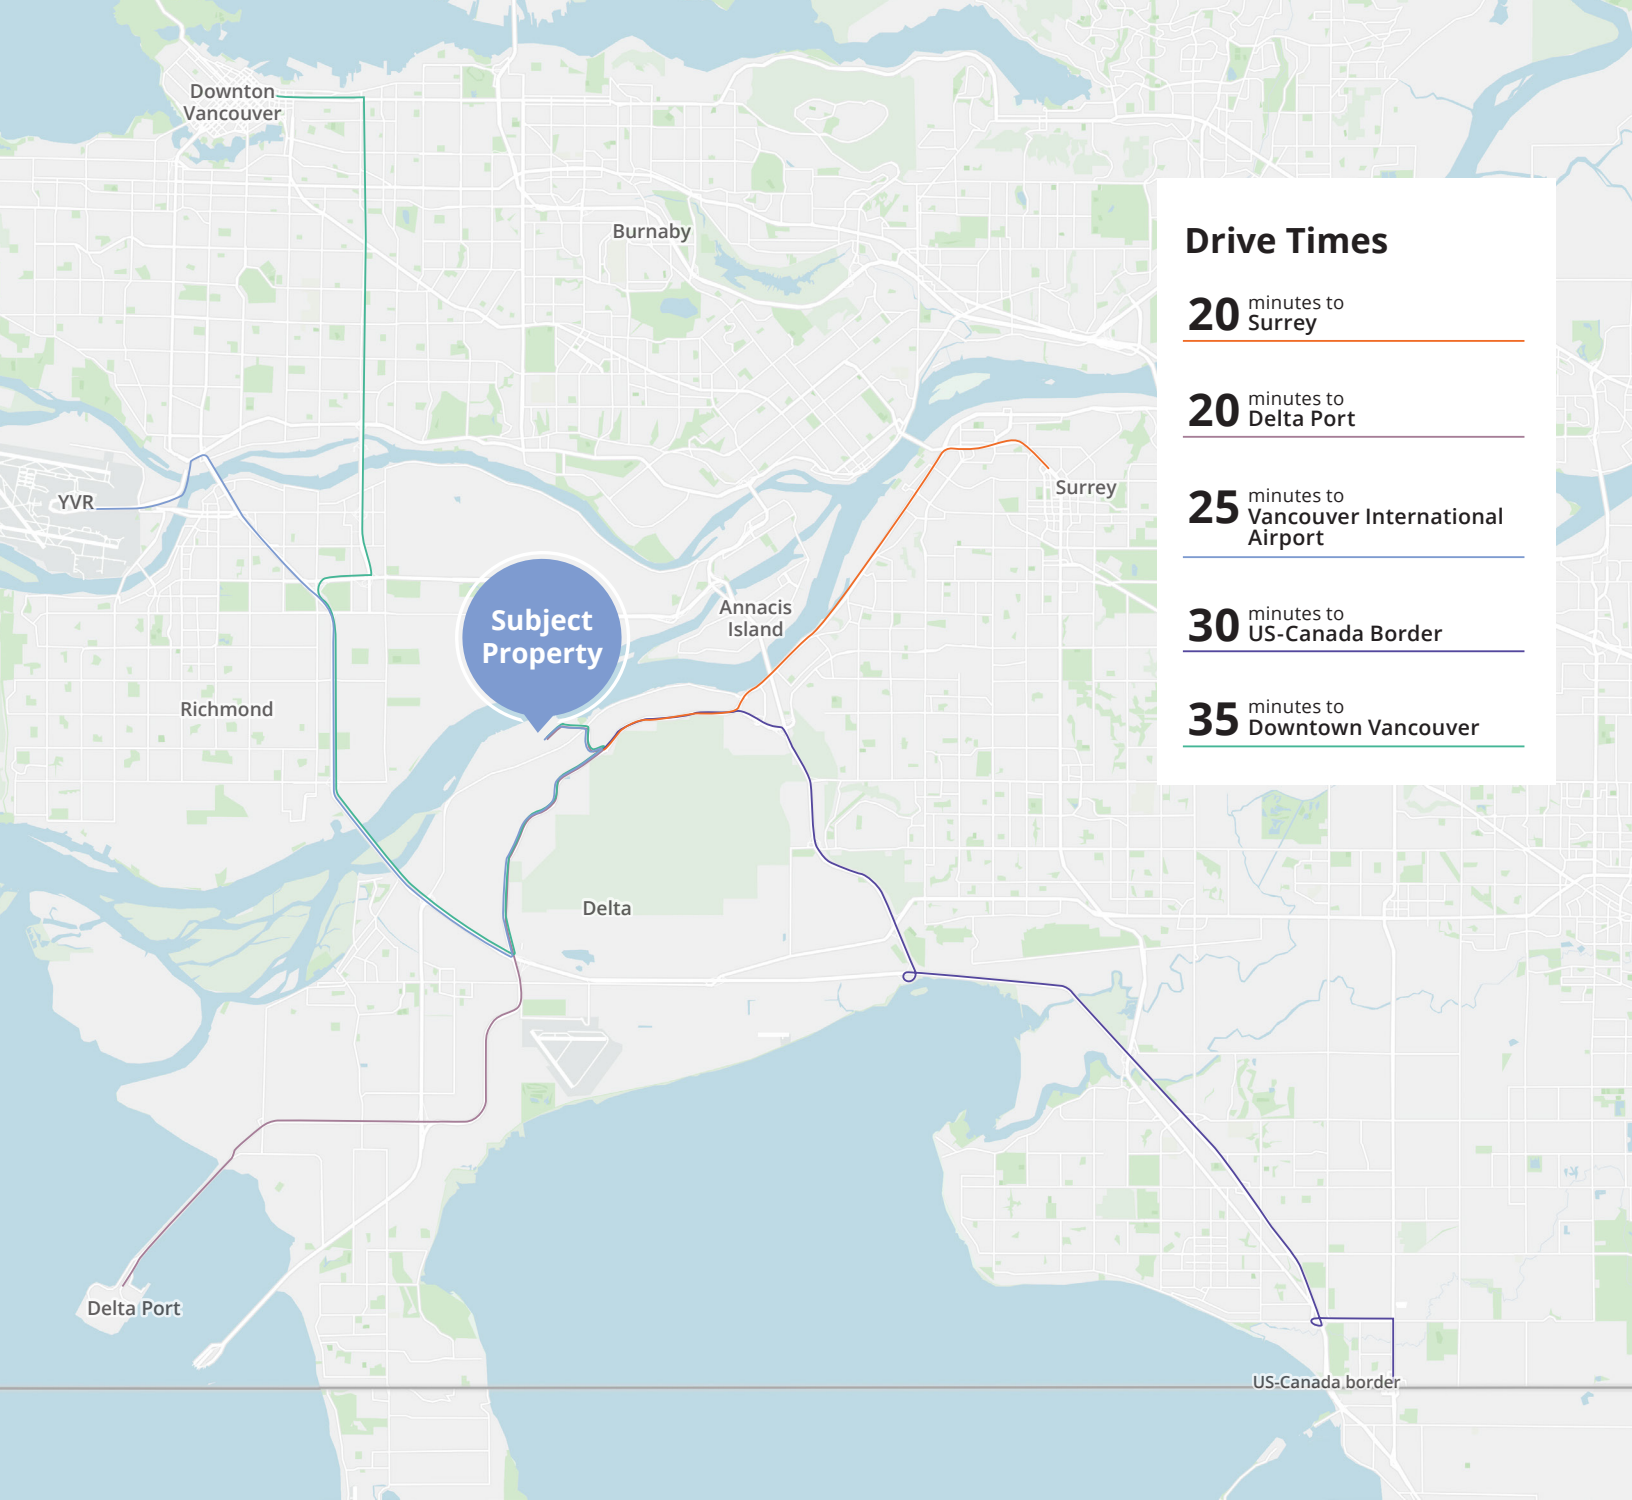 Downton
Vancouver
Burnaby
YVR
Surrey
Subject
Property
Annacis
Island
Richmond
Delta
Delta Port
US-Canada border
Drive Times
20 minutes to
Surrey
20 minutes to
Delta Port
25 minutes to
Vancouver International
Airport
30 minutes to
US-Canada Border
35 minutes to
Downtown Vancouver